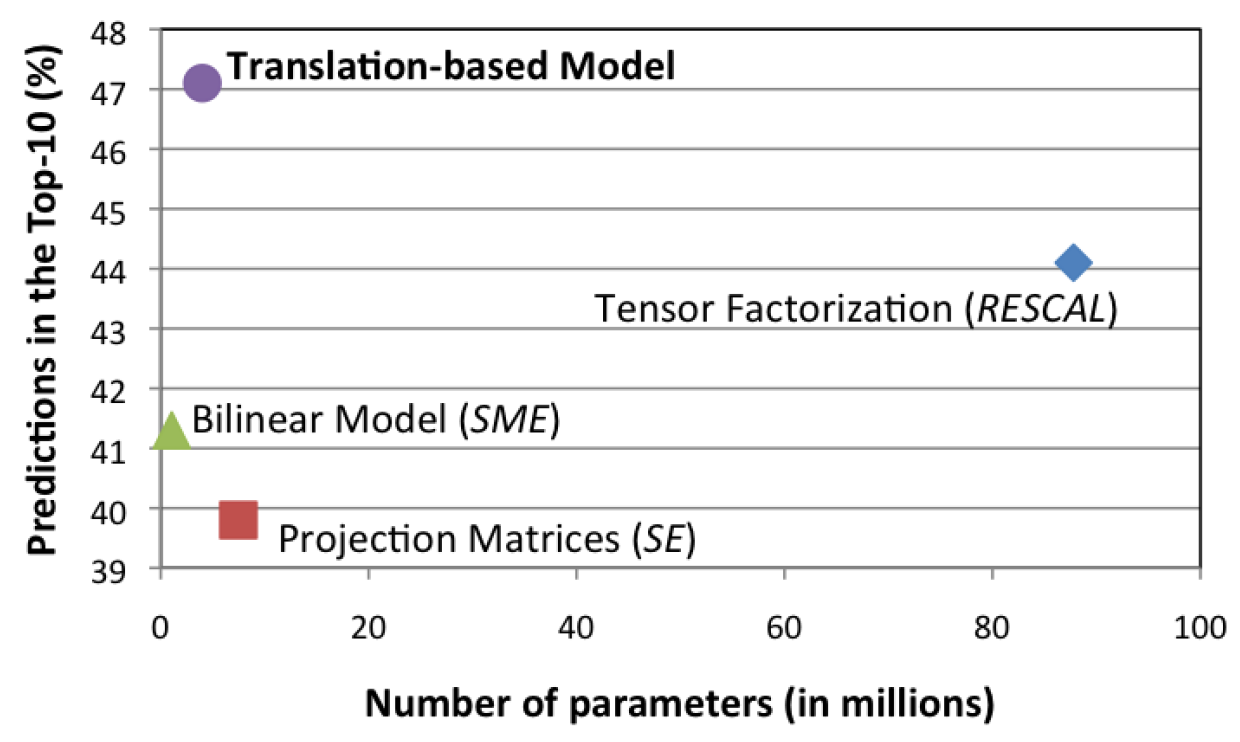 Predictions in the Top-10 (%)
48
47
46
45
44
43
42
41
40
39
Translation-based Model
Tensor Factorization (RESCAL)
Bilinear Model (SME)
Projection Matrices (SE)
0 20 40 60 80 100
Number of parameters (in millions)